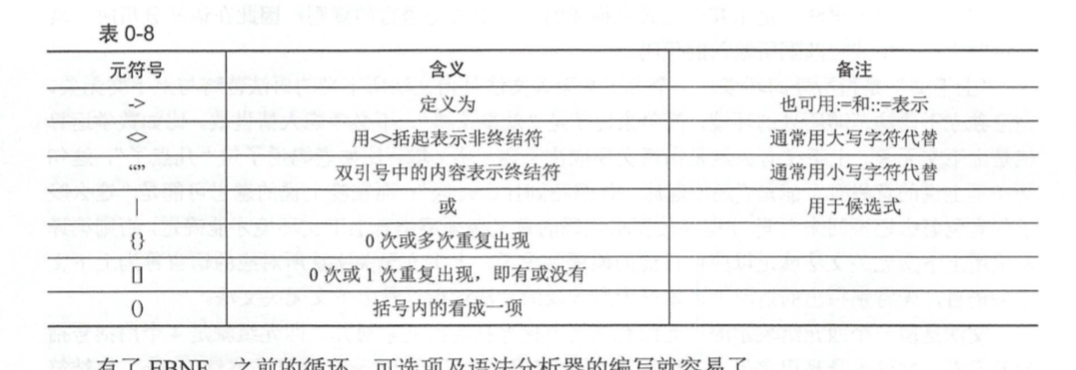 表 0-8
元符号 含义 备注
-> 定义为 也可用:=和::=表示
<> 用<>括起表示非终结符 通常用大写字符代替
“” 双引号中的内容表示终结符 通常用小写字符代替
| 或 用于候选式
{} 0 次或多次重复出现
[] 0 次或 1 次重复出现，即有或没有
() 括号内的看成一项
有了 EBNF，之前的循环、可选项及语法分析器的编写就容易了